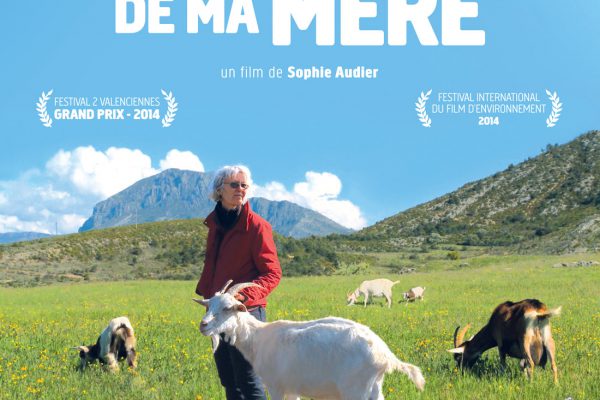 DE MA MÈRE
un film de Sophie Audier
FESTIVAL 2 VALENCIENNES
GRAND PRIX - 2014
FESTIVAL INTERNATIONAL
DU FILM D'ENVIRONNEMENT
2014